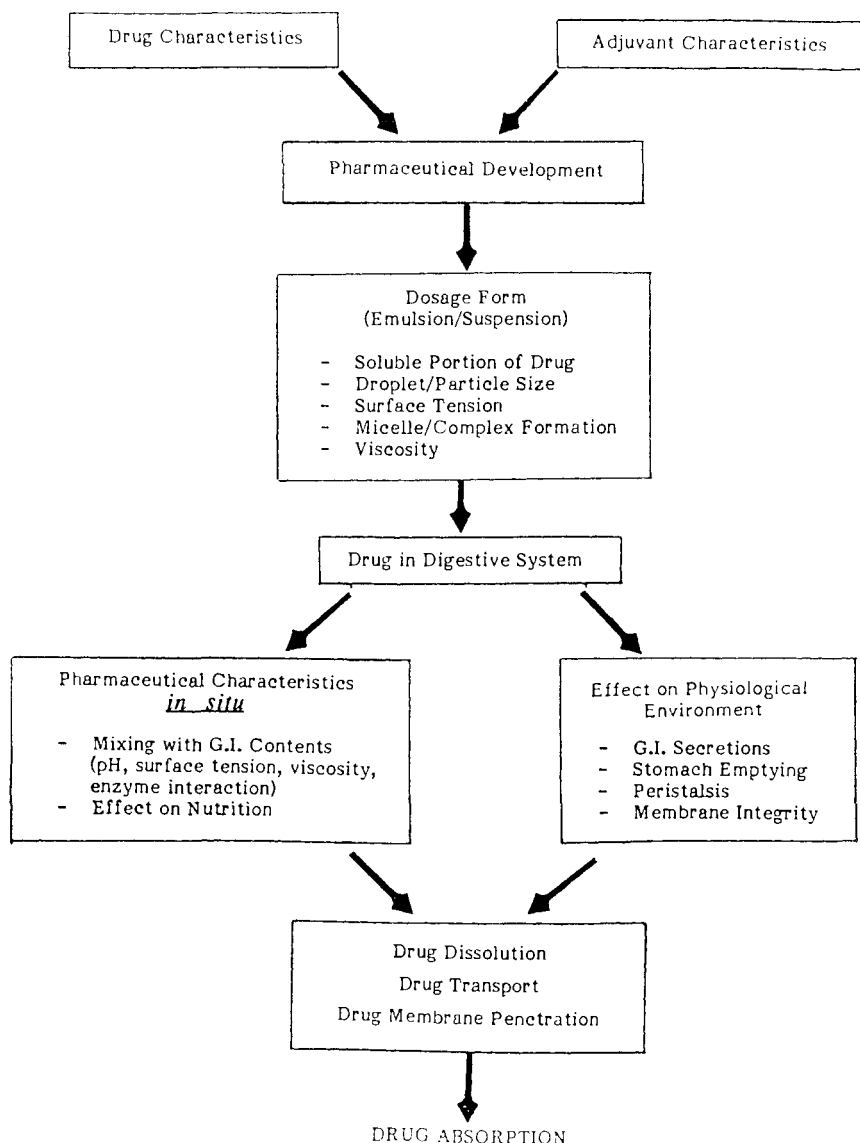 Drug Characteristics
Adjuvant Characteristics
Pharmaceutical Development
Dosage Form
(Emulsion/Suspension)
- Soluble Portion of Drug
- Droplet/Particle Size
- Surface Tension
- Micelle/Complex Formation
- Viscosity
Drug in Digestive System
Pharmaceutical Characteristics
in situ
- Mixing with G.I. Contents
(pH, surface tension, viscosity,
enzyme interaction)
- Effect on Nutrition
Effect on Physiological
Environment
- G.I. Secretions
- Stomach Emptying
- Peristalsis
- Membrane Integrity
Drug Dissolution
Drug Transport
Drug Membrane Penctration
DRUG ABSORPTION